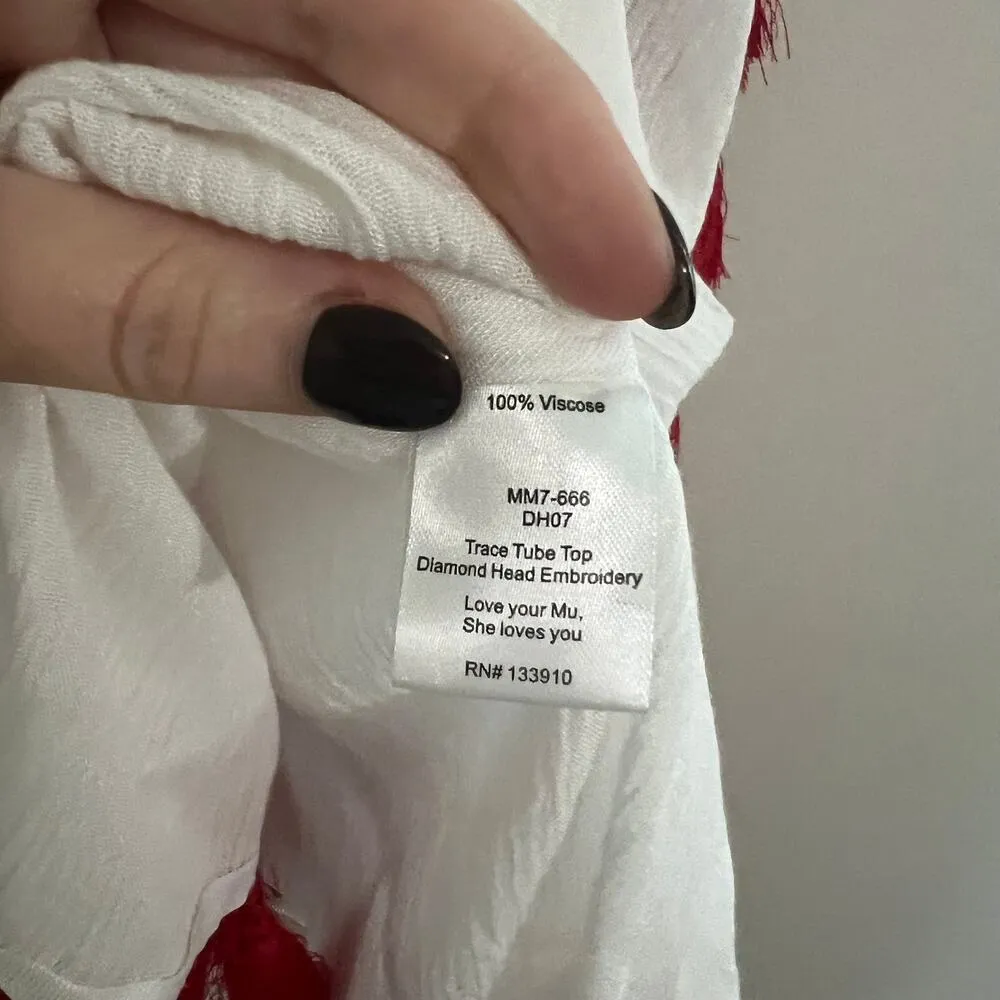 100% Viscose
MM7-666
DH07
Trace Tube Top
Diamond Head Embroidery
Love your Mu,
She loves you
RN# 133910